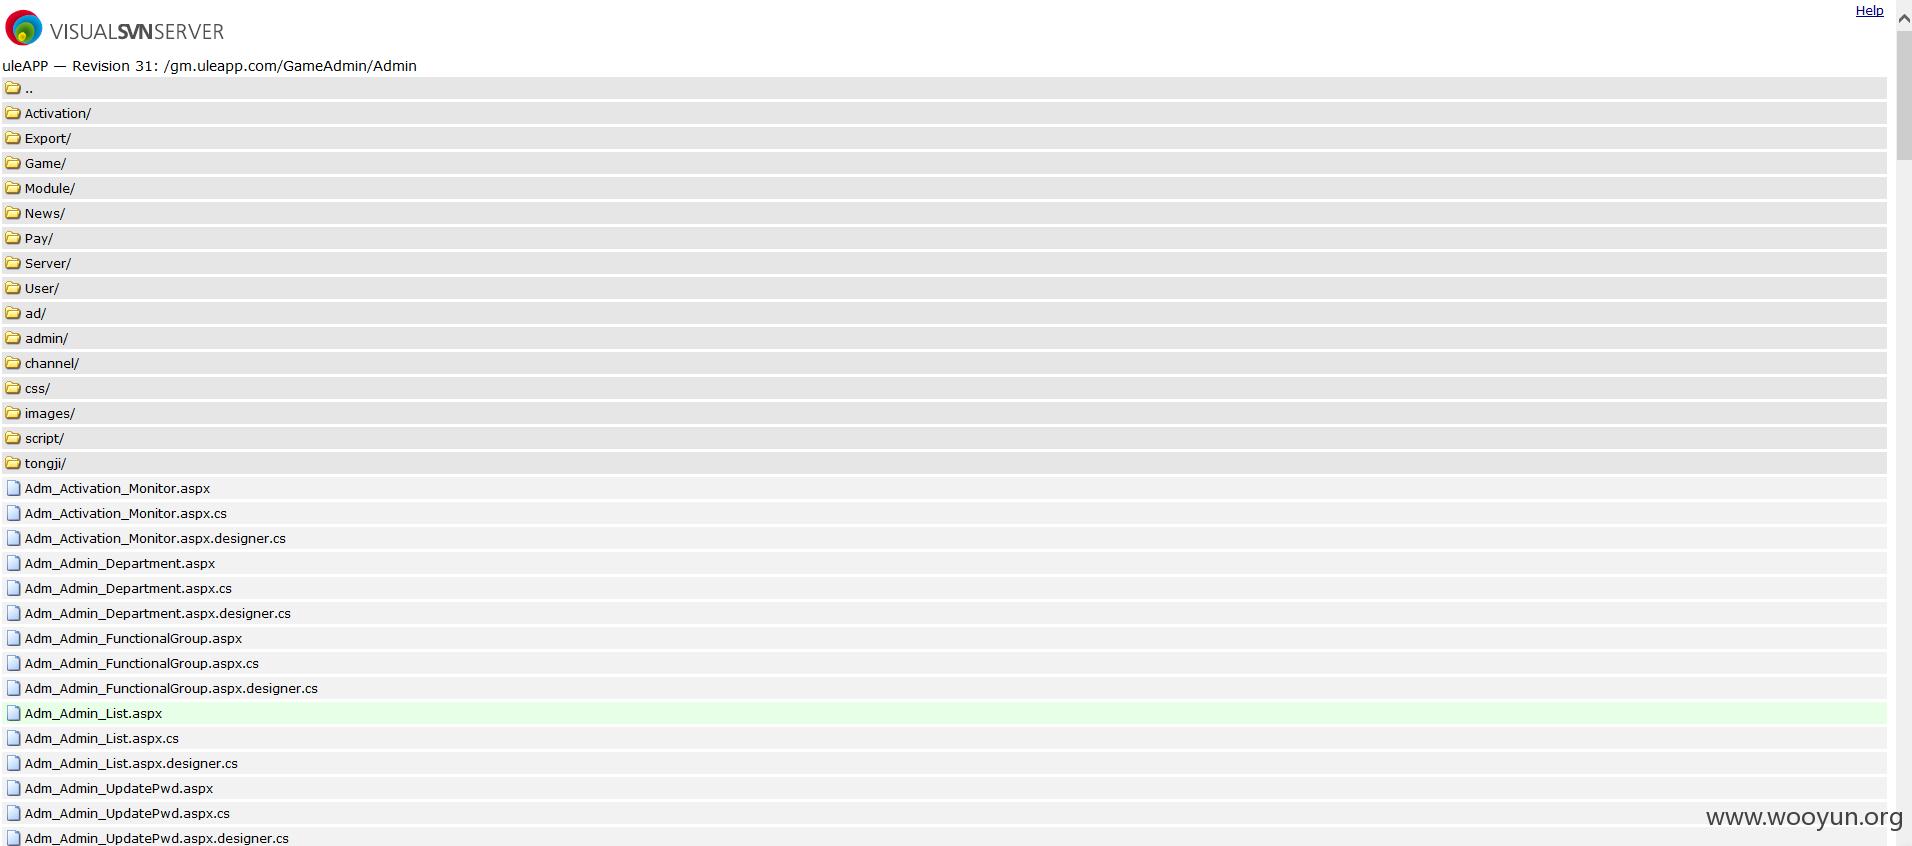 Help
VISUALSVNSERVER
uleAPP — Revision 31: /gm.uleapp.com/GameAdmin/Admin
..
Activation/
Export/
Game/
Module/
News/
Pay/
Server/
User/
ad/
admin/
channel/
css/
images/
script/
tongji/
Adm_Activation_Monitor.aspx
Adm_Activation_Monitor.aspx.cs
Adm_Activation_Monitor.aspx.designer.cs
Adm_Admin_Department.aspx
Adm_Admin_Department.aspx.cs
Adm_Admin_Department.aspx.designer.cs
Adm_Admin_FunctionalGroup.aspx
Adm_Admin_FunctionalGroup.aspx.cs
Adm_Admin_FunctionalGroup.aspx.designer.cs
Adm_Admin_List.aspx
Adm_Admin_List.aspx.cs
Adm_Admin_List.aspx.designer.cs
Adm_Admin_UpdatePwd.aspx
Adm_Admin_UpdatePwd.aspx.cs
Adm_Admin_UpdatePwd.aspx.designer.cs
www.wooyun.org